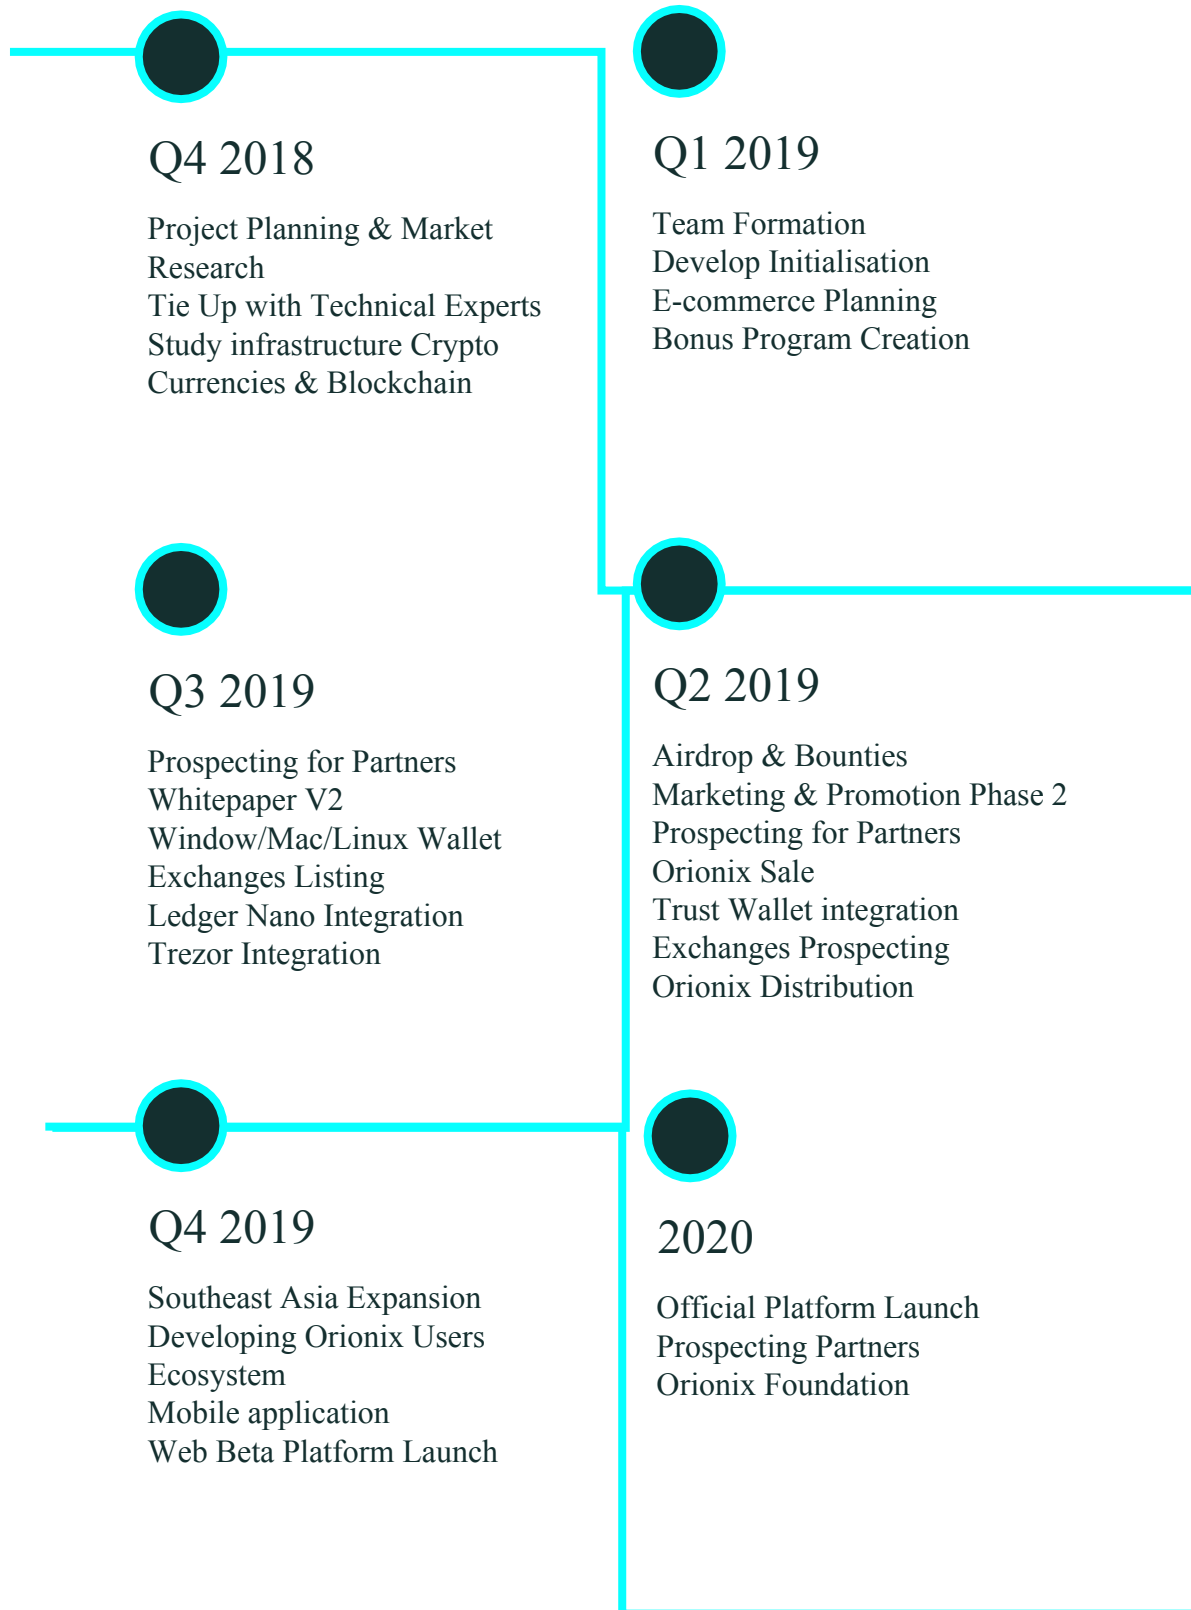 Q4 2018
Project Planning & Market
Research
Tie Up with Technical Experts
Study infrastructure Crypto
Currencies & Blockchain
Q1 2019
Team Formation
Develop Initialisation
E-commerce Planning
Bonus Program Creation
Q3 2019
Prospecting for Partners
Whitepaper V2
Window/Mac/Linux Wallet
Exchanges Listing
Ledger Nano Integration
Trezor Integration
Q2 2019
Airdrop & Bounties
Marketing & Promotion Phase 2
Prospecting for Partners
Orionix Sale
Trust Wallet integration
Exchanges Prospecting
Orionix Distribution
Q4 2019
Southeast Asia Expansion
Developing Orionix Users
Ecosystem
Mobile application
Web Beta Platform Launch
2020
Official Platform Launch
Prospecting Partners
Orionix Foundation